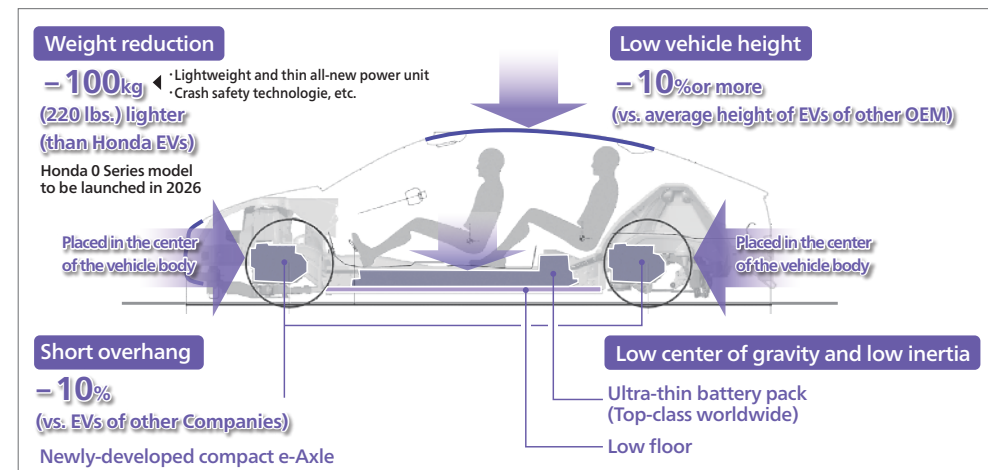 Weight reduction
–100kg
·Lightweight and thin all-new power unit
·Crash safety technologie, etc.
(220 lbs.) lighter
(than Honda EVs)
Honda 0 Series model
to be launched in 2026
Low vehicle height
–10%or more
(vs. average height of EVs of other OEM)
Placed in the center
of the vehicle body
Placed in the center
of the vehicle body
Short overhang
–10%
(vs. EVs of other Companies)
Newly-developed compact e-Axle
Low center of gravity and low inertia
Ultra-thin battery pack
(Top-class worldwide)
Low floor